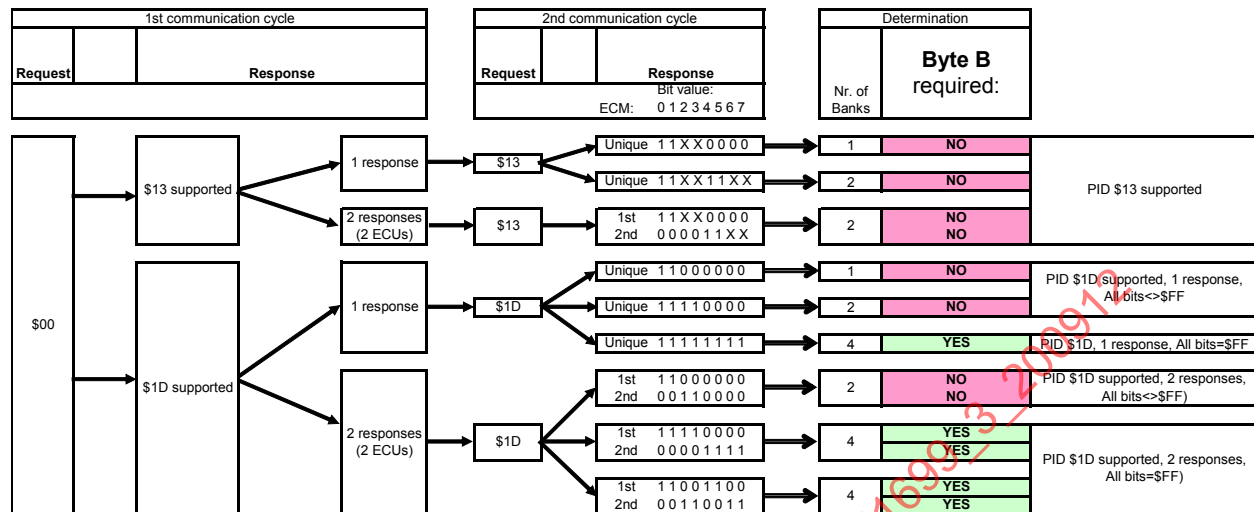 1st communication cycle
2nd communication cycle
Determination
Request
Response
Request
Response
Bit value:
ECM: 0 1 2 3 4 5 6 7
Nr. of
Banks
Byte B
required:
$00
$13 supported
1 response
$13
Unique 1 1 X X 0 0 0 0
1
NO
PID $13 supported
Unique 1 1 X X 1 1 X X
2
NO
2 responses
(2 ECUs)
$13
1st 1 1 X X 0 0 0 0
2nd 0 0 0 0 1 1 X X
2
NO
NO
$1D supported
1 response
$1D
Unique 1 1 0 0 0 0 0 0
1
NO
PID $1D supported, 1 response,
All bits<>$FF
Unique 1 1 1 1 0 0 0 0
2
NO
Unique 1 1 1 1 1 1 1 1
4
YES
PID $1D, 1 response, All bits=$FF
2 responses
(2 ECUs)
$1D
1st 1 1 0 0 0 0 0 0
2nd 0 0 1 1 0 0 0 0
2
NO
NO
PID $1D supported, 2 responses,
All bits<>$FF)
1st 1 1 1 1 0 0 0 0
2nd 0 0 0 0 1 1 1 1
4
YES
YES
PID $1D supported, 2 responses,
All bits=$FF)
1st 1 1 0 0 1 1 0 0
2nd 0 0 1 1 0 0 1 1
4
YES
YES
1699_3_200912